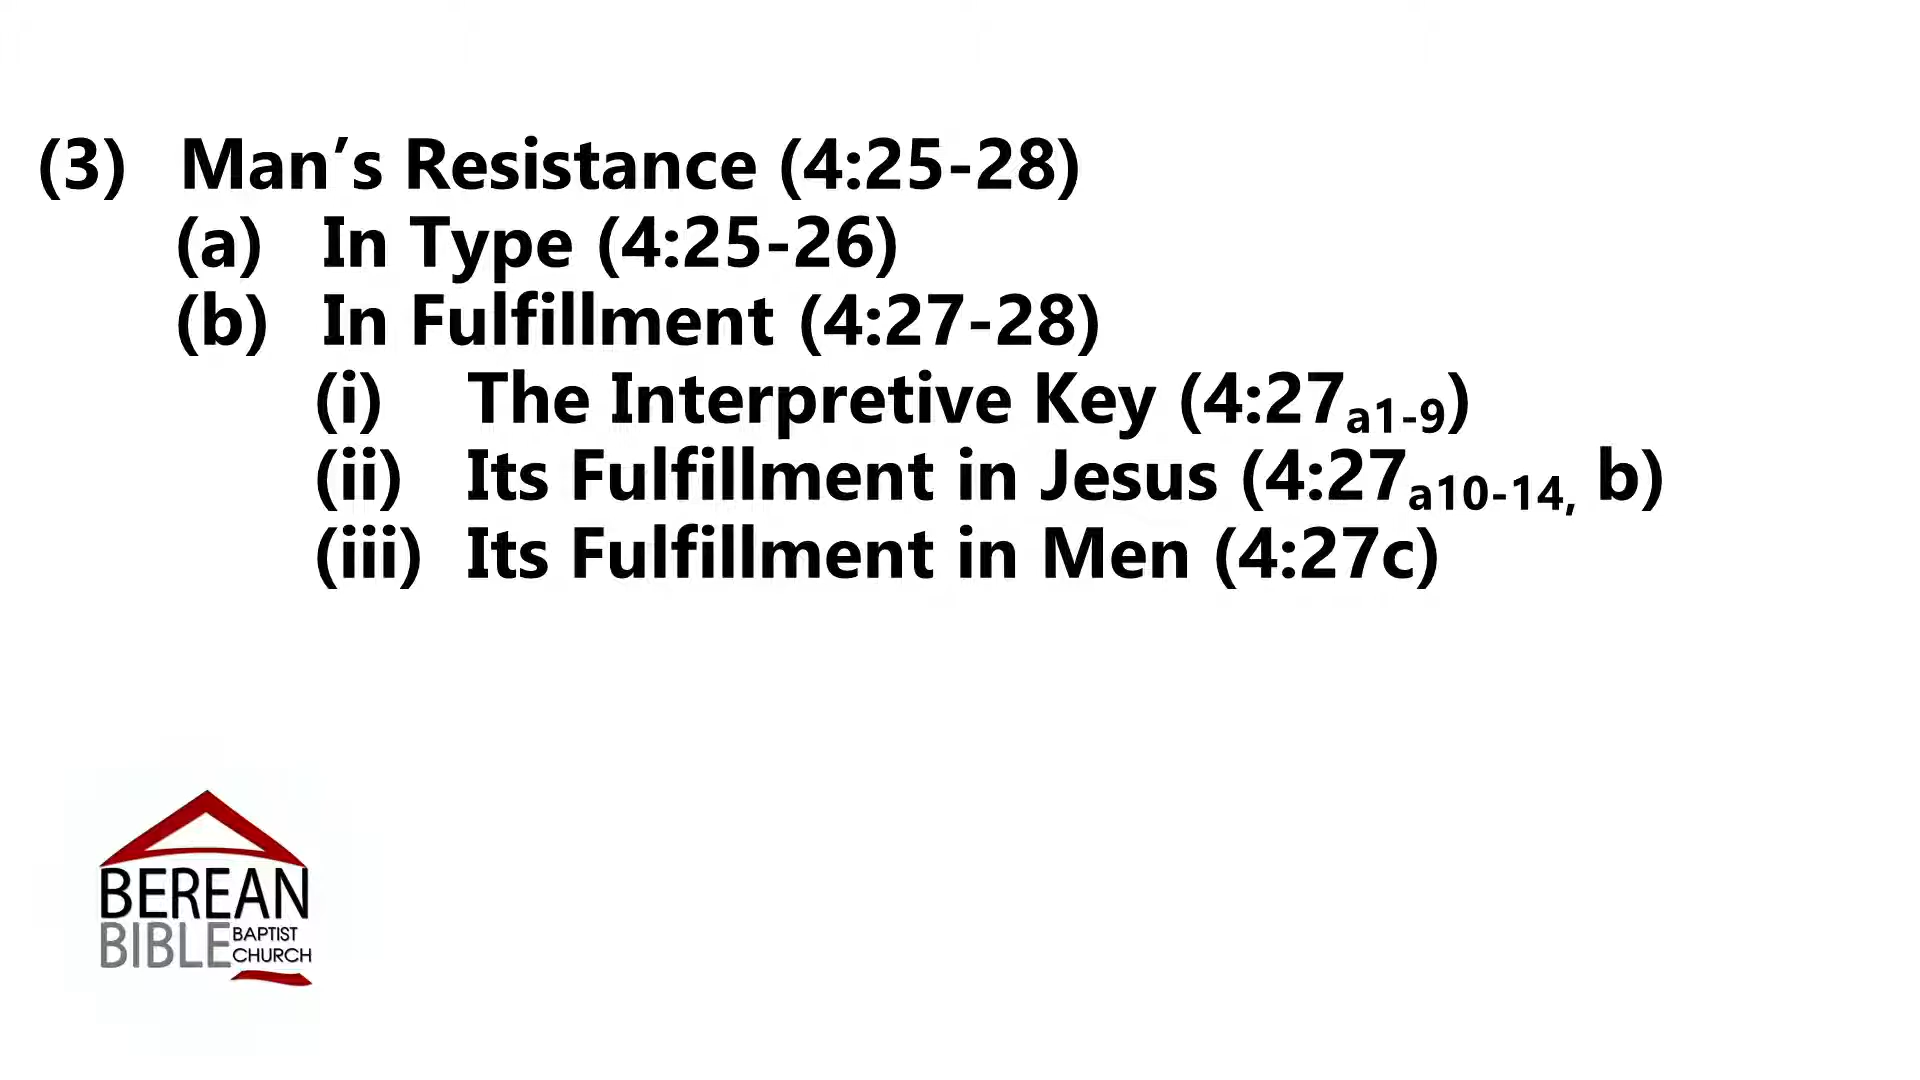 (3) Man’s Resistance (4:25-28)
(a) In Type (4:25-26)
(b) In Fulfillment (4:27-28)
(i) The Interpretive Key (4:27a1-9)
(ii) Its Fulfillment in Jesus (4:27a10-14, b)
(iii) Its Fulfillment in Men (4:27c)
BEREAN
BIBLE BAPTIST
CHURCH